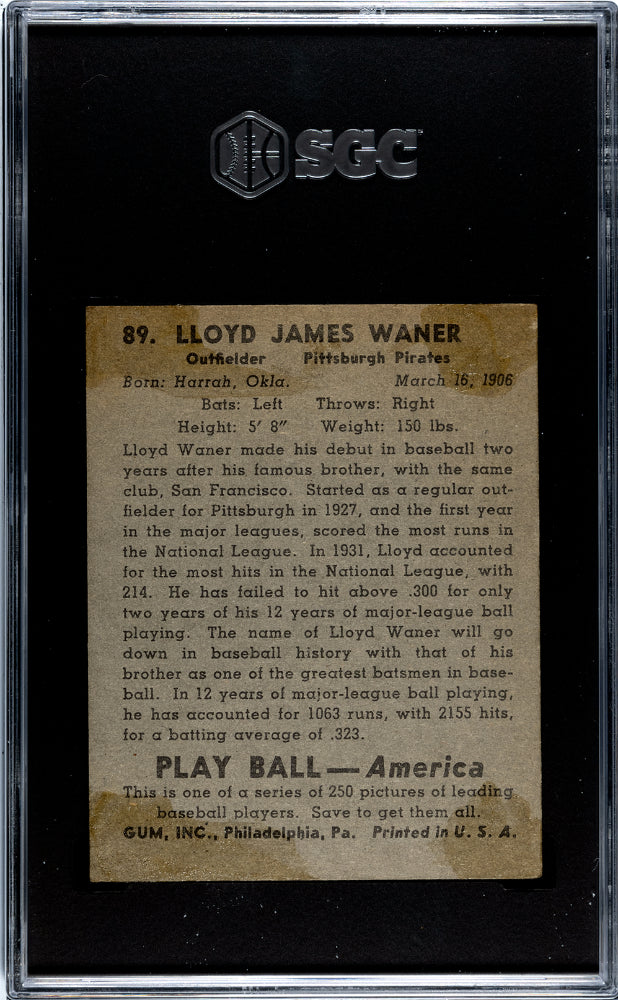 SGC
89. LLOYD JAMES WANER
Outfielder Pittsburgh Pirates
Born: Harrah, Okla. March 16, 1906
Bats: Left Throws: Right
Height: 5′ 8″ Weight: 150 lbs.
Lloyd Waner made his debut in baseball two
years after his famous brother, with the same
club, San Francisco. Started as a regular out-
fielder for Pittsburgh in 1927, and the first year
in the major leagues, scored the most runs in
the National League. In 1931, Lloyd accounted
for the most hits in the National League, with
214. He has failed to hit above .300 for only
two years of his 12 years of major-league ball
playing. The name of Lloyd Waner will go
down in baseball history with that of his
brother as one of the greatest batsmen in base-
ball. In 12 years of major-league ball playing,
he has accounted for 1063 runs, with 2155 hits,
for a batting average of .323.
PLAY BALL — America
This is one of a series of 250 pictures of leading
baseball players. Save to get them all.
GUM, INC., Philadelphia, Pa. Printed in U. S. A.